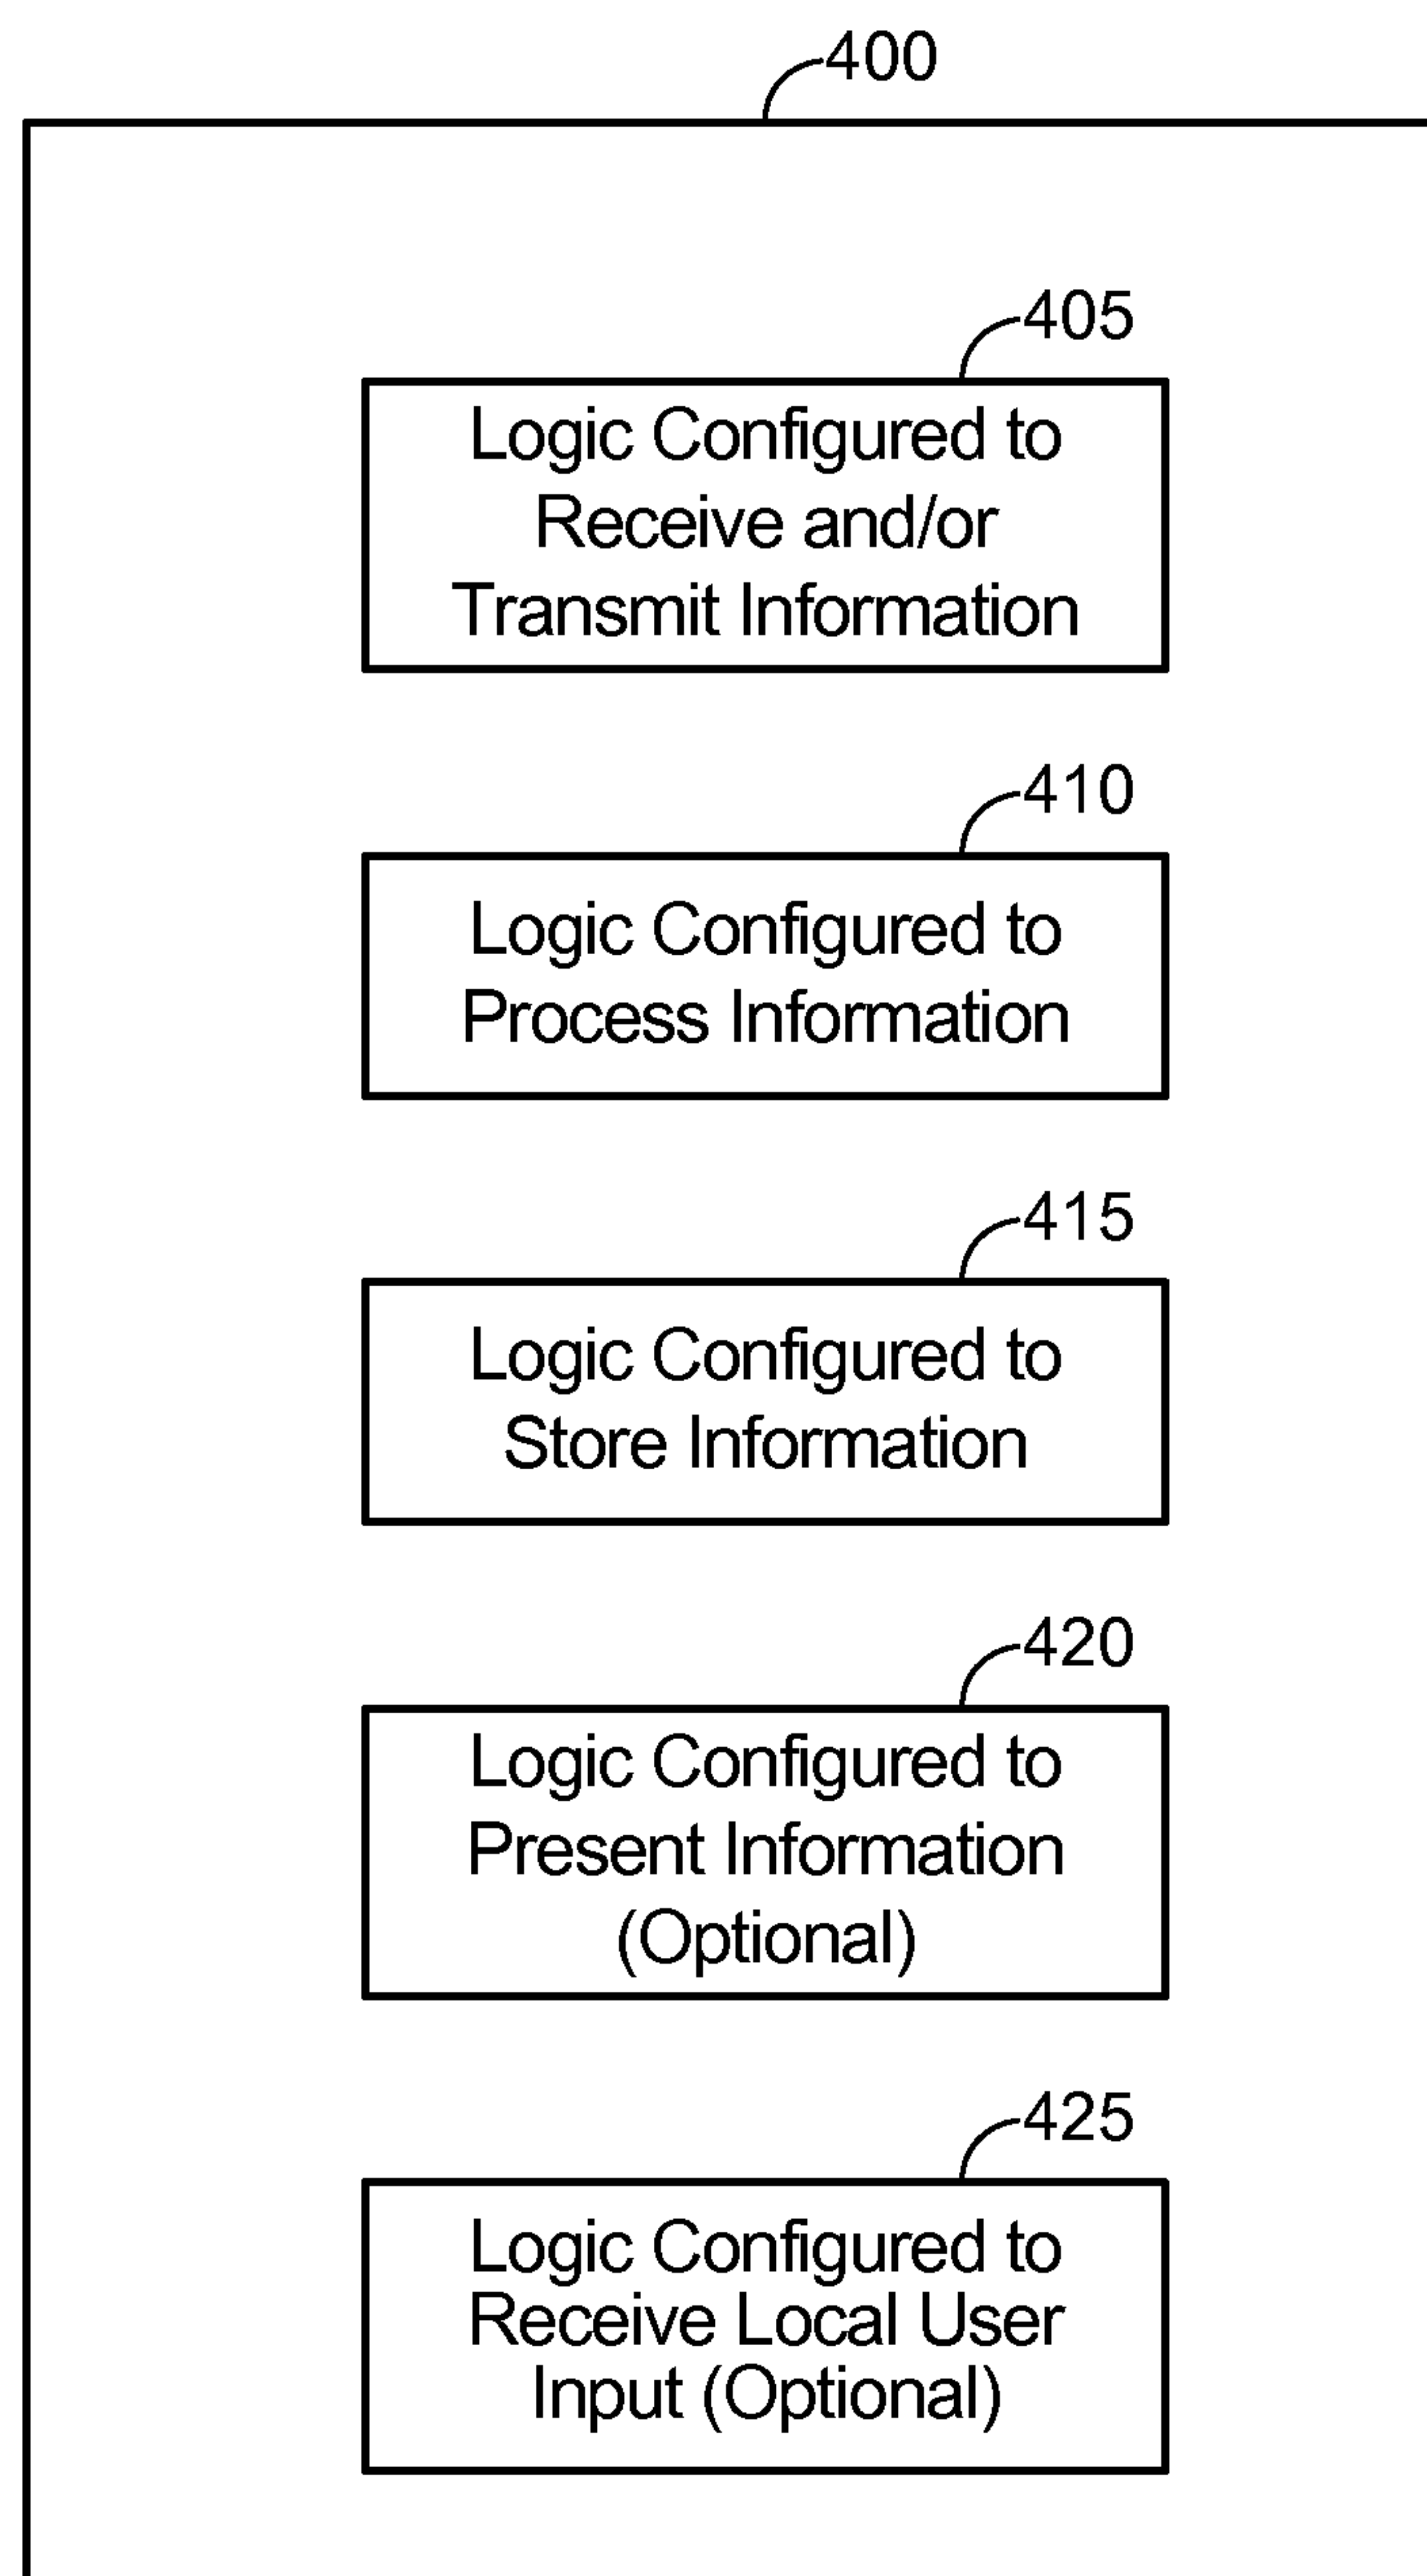 400
405
Logic Configured to
Receive and/or
Transmit Information
410
Logic Configured to
Process Information
415
Logic Configured to
Store Information
420
Logic Configured to
Present Information
(Optional)
425
Logic Configured to
Receive Local User
Input (Optional)